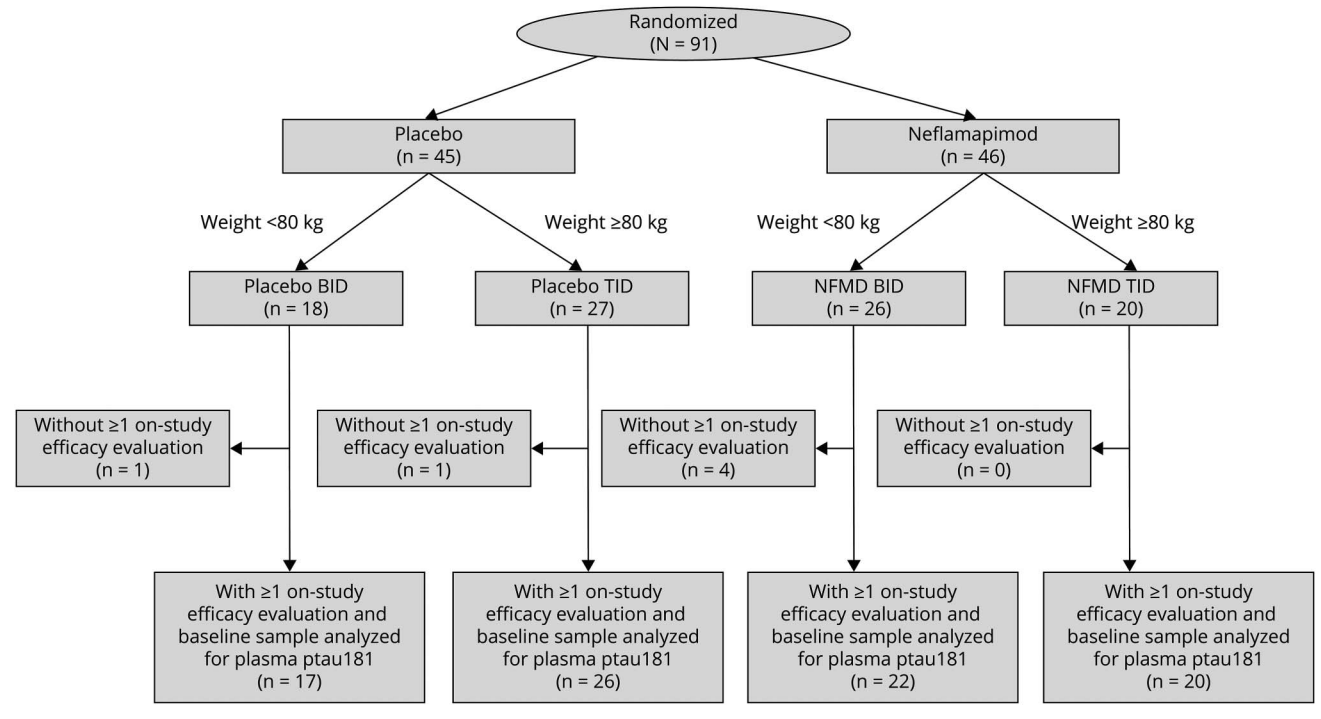 Randomized
(N = 91)
Placebo
(n = 45)
Neflamapimod
(n = 46)
Weight <80 kg
Weight ≥80 kg
Weight <80 kg
Weight ≥80 kg
Placebo BID
(n = 18)
Placebo TID
(n = 27)
NFMD BID
(n = 26)
NFMD TID
(n = 20)
Without ≥1 on-study
efficacy evaluation
(n = 1)
Without ≥1 on-study
efficacy evaluation
(n = 1)
Without ≥1 on-study
efficacy evaluation
(n = 4)
Without ≥1 on-study
efficacy evaluation
(n = 0)
With ≥1 on-study
efficacy evaluation and
baseline sample analyzed
for plasma ptau181
(n = 17)
With ≥1 on-study
efficacy evaluation and
baseline sample analyzed
for plasma ptau181
(n = 26)
With ≥1 on-study
efficacy evaluation and
baseline sample analyzed
for plasma ptau181
(n = 22)
With ≥1 on-study
efficacy evaluation and
baseline sample analyzed
for plasma ptau181
(n = 20)